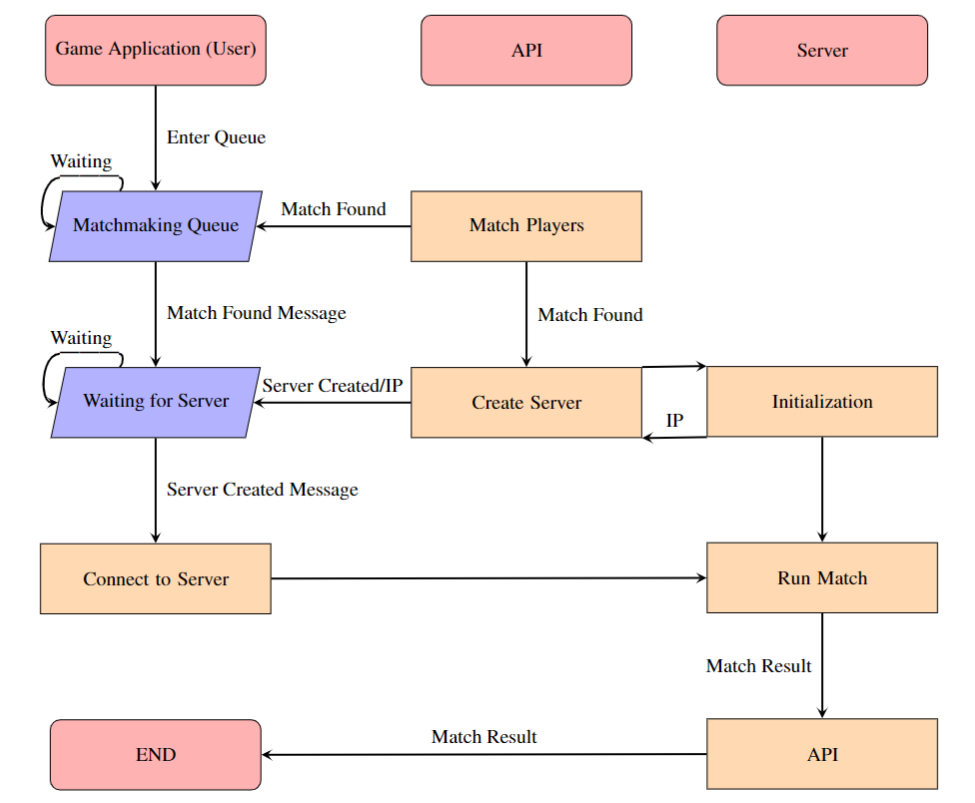 Game Application (User)
API
Server
Enter Queue
Waiting
Matchmaking Queue
Match Found
Match Players
Match Found Message
Match Found
Waiting
Waiting for Server
Server Created/IP
Create Server
IP
Initialization
Server Created Message
Connect to Server
Run Match
Match Result
END
Match Result
API